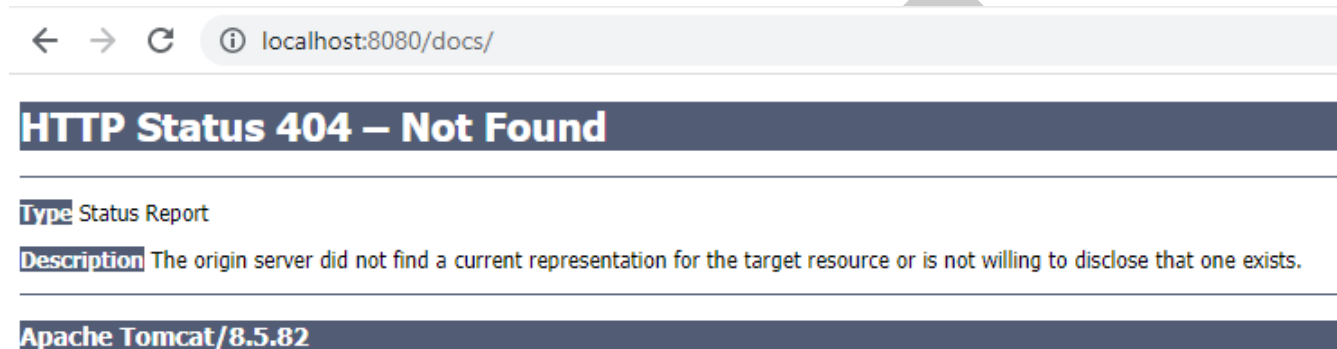 localhost:8080/docs/
HTTP Status 404 – Not Found
Type Status Report
Description The origin server did not find a current representation for the target resource or is not willing to disclose that one exists.
Apache Tomcat/8.5.82